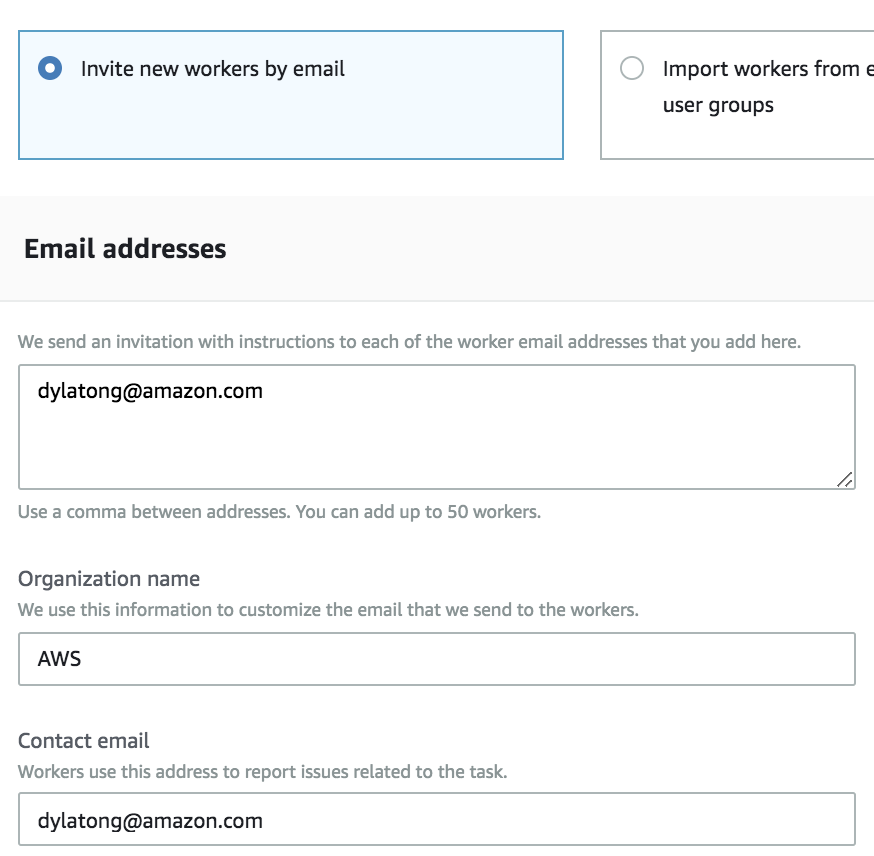 Invite new workers by email
Import workers from
user groups
Email addresses
We send an invitation with instructions to each of the worker email addresses that you add here.
dylatong@amazon.com
Use a comma between addresses. You can add up to 50 workers.
Organization name
We use this information to customize the email that we send to the workers.
AWS
Contact email
Workers use this address to report issues related to the task.
dylatong@amazon.com